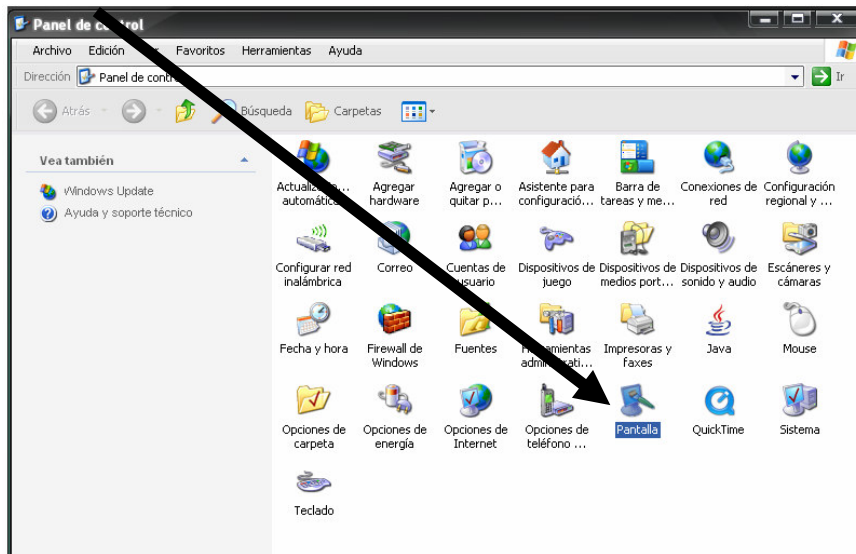 Panel de control
Archivo Edición Favoritos Herramientas Ayuda
Dirección Panel de contr Ir
Atrás Búsqueda Carpetas
Vea también
Windows Update
Ayuda y soporte técnico
Agregar hardware
Agregar o quitar p...
Asistente para configuració...
Barra de tareas y me...
Conexiones de red
Configuración regional y ...
Configurar red inalámbrica
Correo
Cuentas de usuario
Dispositivos de juego
Dispositivos de medios port...
Dispositivos de sonido y audio
Escáneres y cámaras
Fecha y hora
Firewall de Windows
Fuentes
Herramientas administrati...
Impresoras y faxes
Java
Mouse
Opciones de carpeta
Opciones de energía
Opciones de Internet
Opciones de teléfono ...
Pantalla
QuickTime
Sistema
Teclado